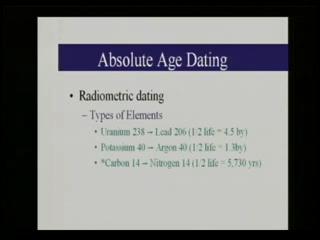 Absolute Age Dating
• Radiometric dating
– Types of Elements
• Uranium 238 → Lead 206 (1/2 life = 4.5 by)
• Potassium 40 → Argon 40 (1/2 life = 1.3by)
• *Carbon 14 → Nitrogen 14 (1/2 life = 5,730 yrs)